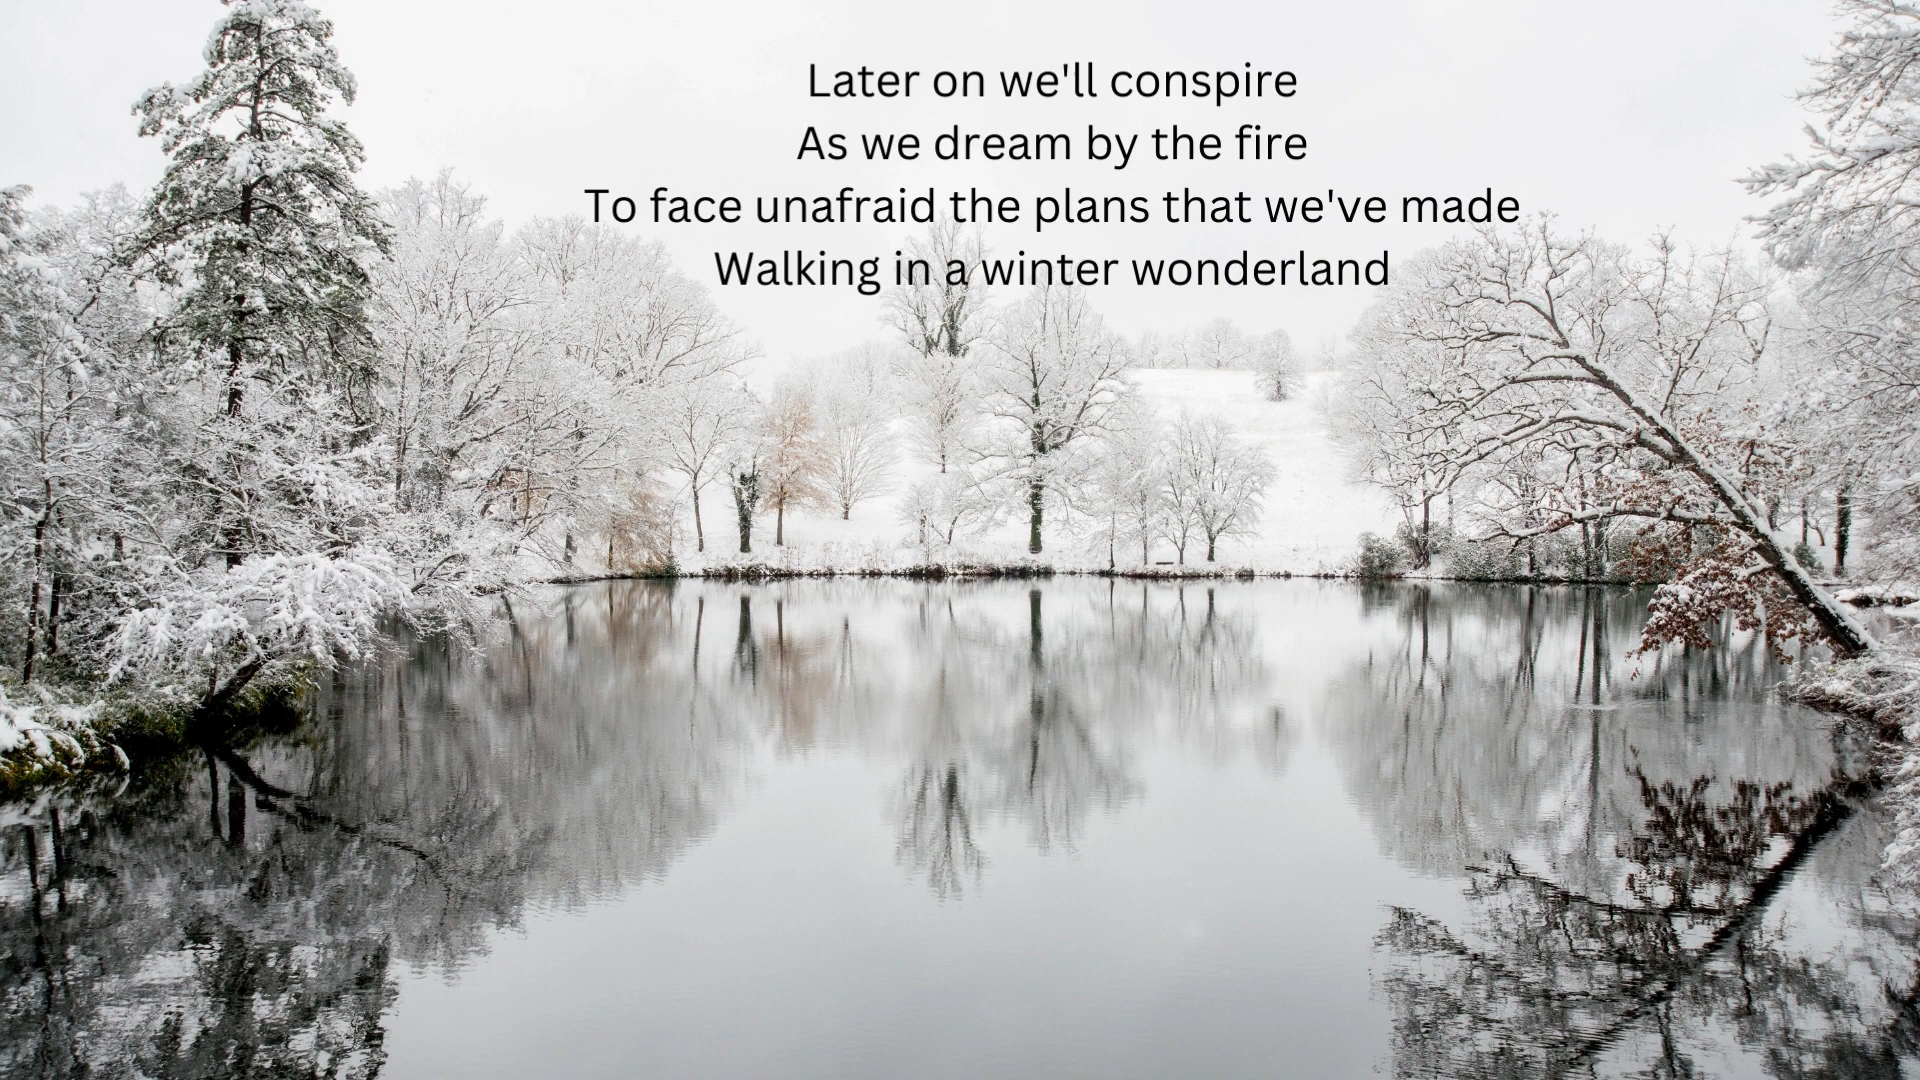 Later on we'll conspire
As we dream by the fire
To face unafraid the plans that we've made
Walking in a winter wonderland